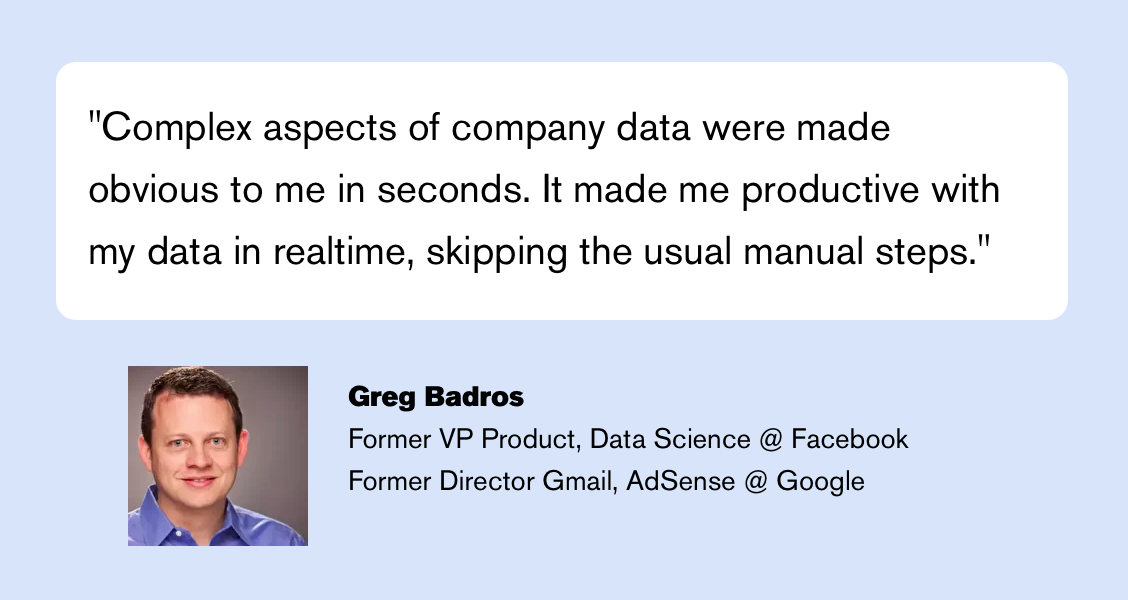 "Complex aspects of company data were made
obvious to me in seconds. It made me productive with
my data in realtime, skipping the usual manual steps."
Greg Badros
Former VP Product, Data Science @ Facebook
Former Director Gmail, AdSense @ Google